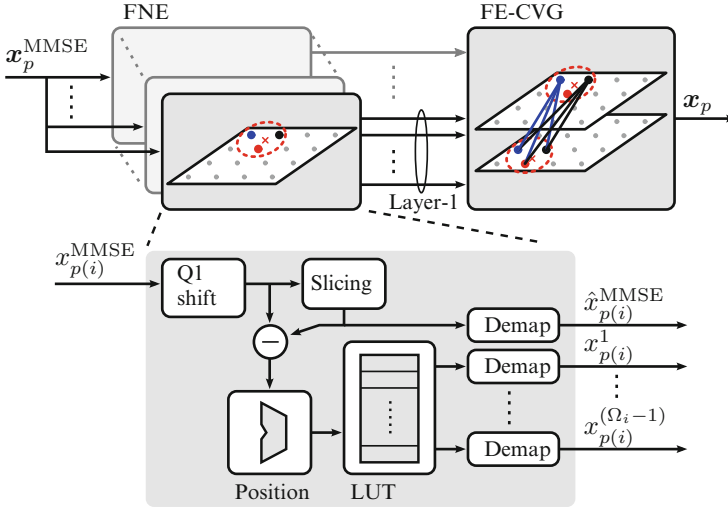 FNE
FE-CVG
x_p^MMSE
x_p
Layer-1
x_{p(i)}^MMSE
Q1
shift
Slicing
−
Position
LUT
Demap
Demap
Demap
x̂_{p(i)}^MMSE
x_{p(i)}^1
x_{p(i)}^{(Ω_i−1)}